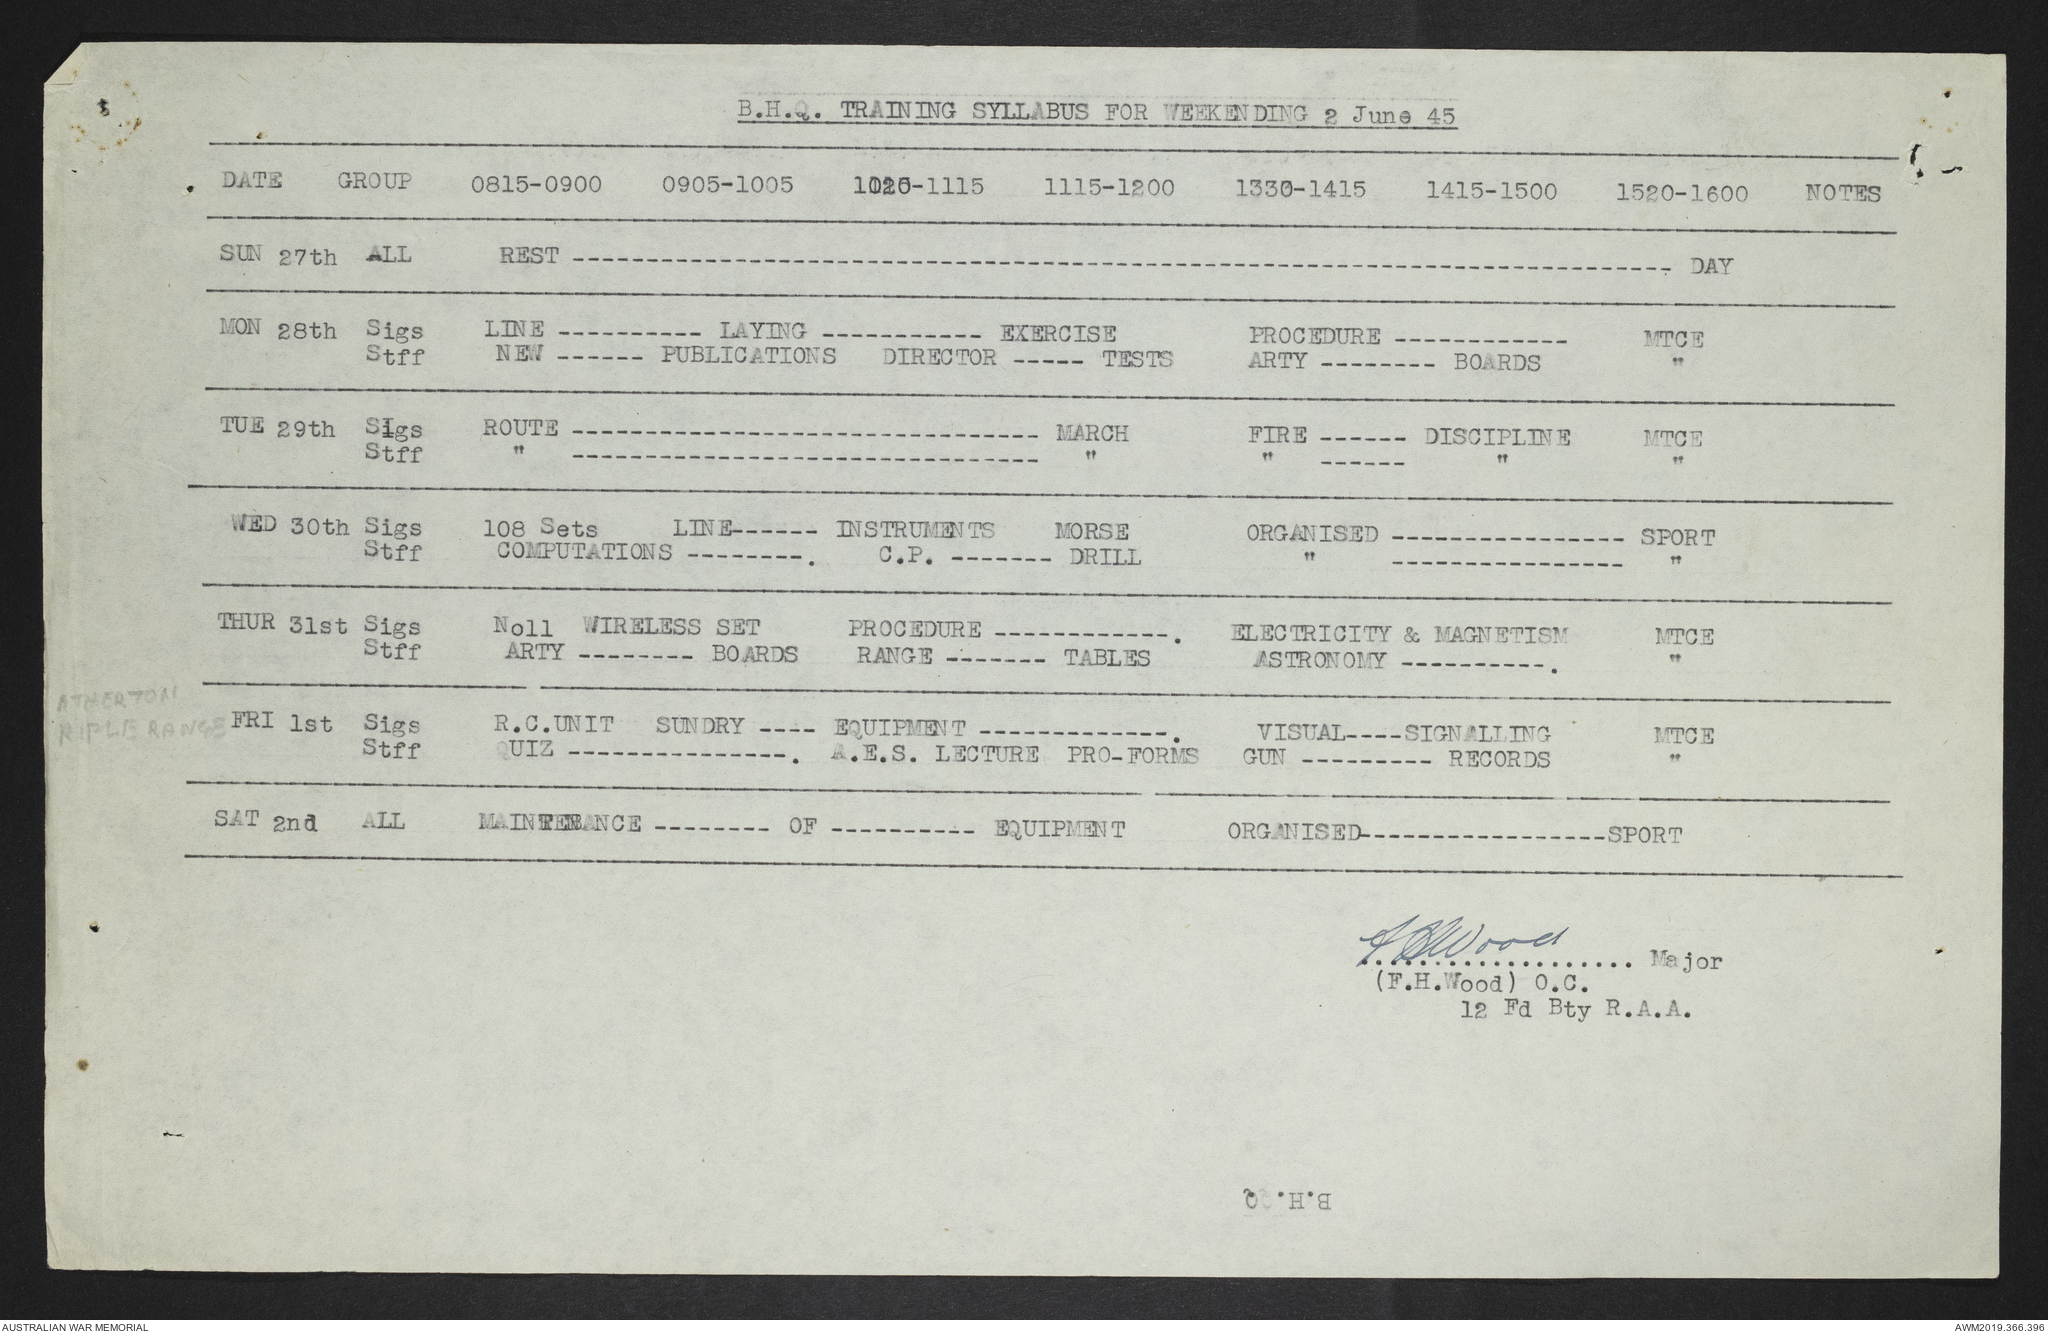 B.H.Q. TRAINING SYLLABUS FOR WEEKENDING 2 June 45
DATE GROUP 0815-0900 0905-1005 1020-1115 1115-1200 1330-1415 1415-1500 1520-1600 NOTES
SUN 27th ALL REST -------------------- DAY
MON 28th Sigs LINE ---------- LAYING ----------- EXERCISE PROCEDURE ------------ MTCE
Stff NEW ------ PUBLICATIONS DIRECTOR ----- TESTS ARTY -------- BOARDS "
TUE 29th Sigs ROUTE -------------------- MARCH FIRE ------ DISCIPLINE MTCE
Stff " -------------------- " " ------ " "
WED 30th Sigs 108 Sets LINE------ INSTRUMENTS MORSE ORGANISED ---------------- SPORT
Stff COMPUTATIONS --------. C.P. ------- DRILL " ---------------- "
THUR 31st Sigs No11 WIRELESS SET PROCEDURE ------------. ELECTRICITY & MAGNETISM MTCE
Stff ARTY -------- BOARDS RANGE ------- TABLES ASTRONOMY ----------. "
ATHERTON
RIFLE RANGE
FRI 1st Sigs R.C.UNIT SUNDRY ---- EQUIPMENT -------------. VISUAL----SIGNALLING MTCE
Stff QUIZ ---------------. A.E.S. LECTURE PRO-FORMS GUN --------- RECORDS "
SAT 2nd ALL MAINTENANCE -------- OF ---------- EQUIPMENT ORGANISED-----------------SPORT
F H Wood
................... Major
(F.H.Wood) O.C.
12 Fd Bty R.A.A.
B.H.Q
AUSTRALIAN WAR MEMORIAL
AWM2019.366.396